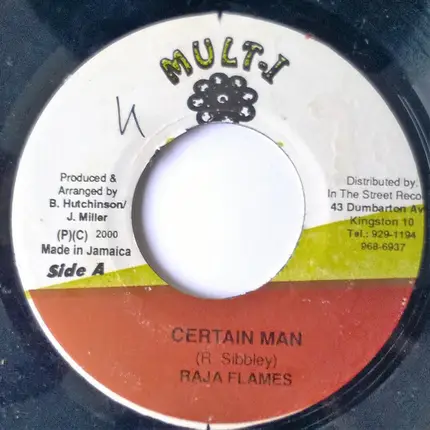 MULT-I
Produced &
Arranged by
B. Hutchinson/
J. Miller
(P)(C) 2000
Made in Jamaica
Side A
Distributed by.
In The Street Reco
43 Dumbarton Av
Kingston 10
Tel.: 929-1194
968-6937
CERTAIN MAN
(R. Sibbley)
RAJA FLAMES